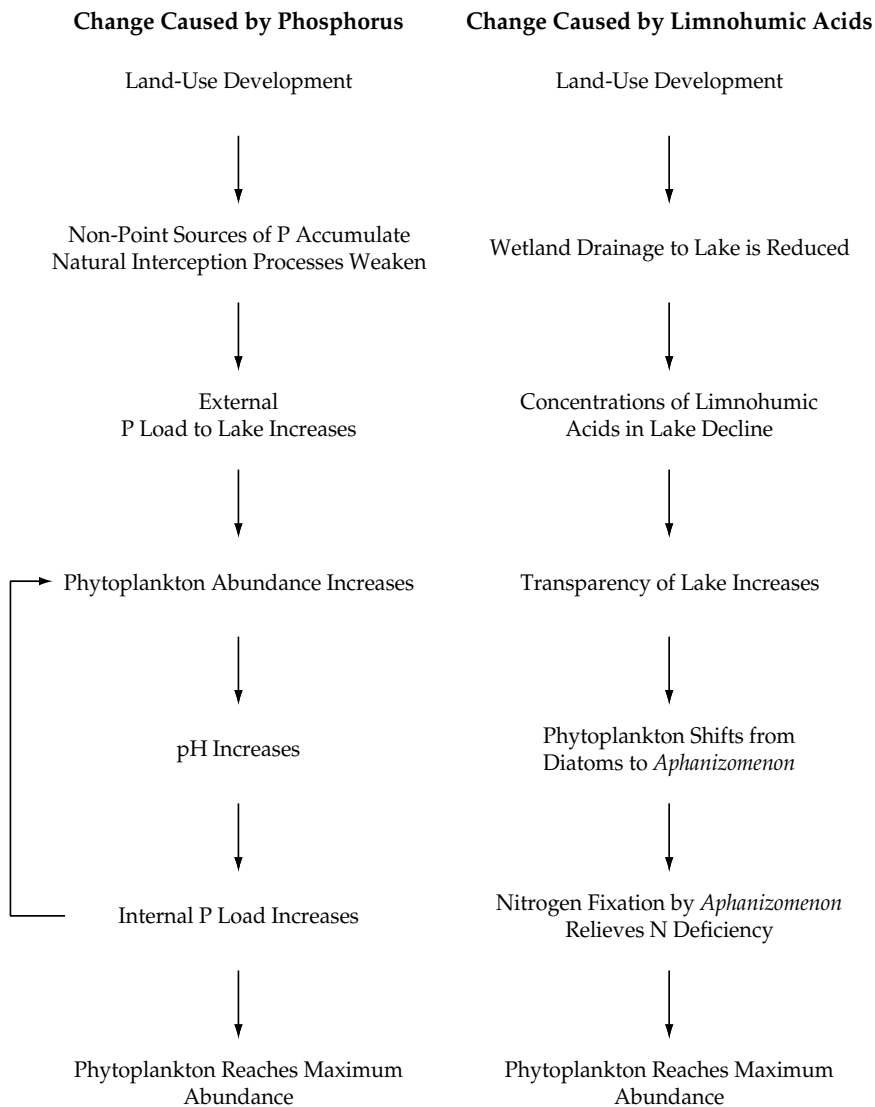 Change Caused by Phosphorus
Land-Use Development
Non-Point Sources of P Accumulate
Natural Interception Processes Weaken
External
P Load to Lake Increases
Phytoplankton Abundance Increases
pH Increases
Internal P Load Increases
Phytoplankton Reaches Maximum
Abundance
Change Caused by Limnohumic Acids
Land-Use Development
Wetland Drainage to Lake is Reduced
Concentrations of Limnohumic
Acids in Lake Decline
Transparency of Lake Increases
Phytoplankton Shifts from
Diatoms to Aphanizomenon
Nitrogen Fixation by Aphanizomenon
Relieves N Deficiency
Phytoplankton Reaches Maximum
Abundance